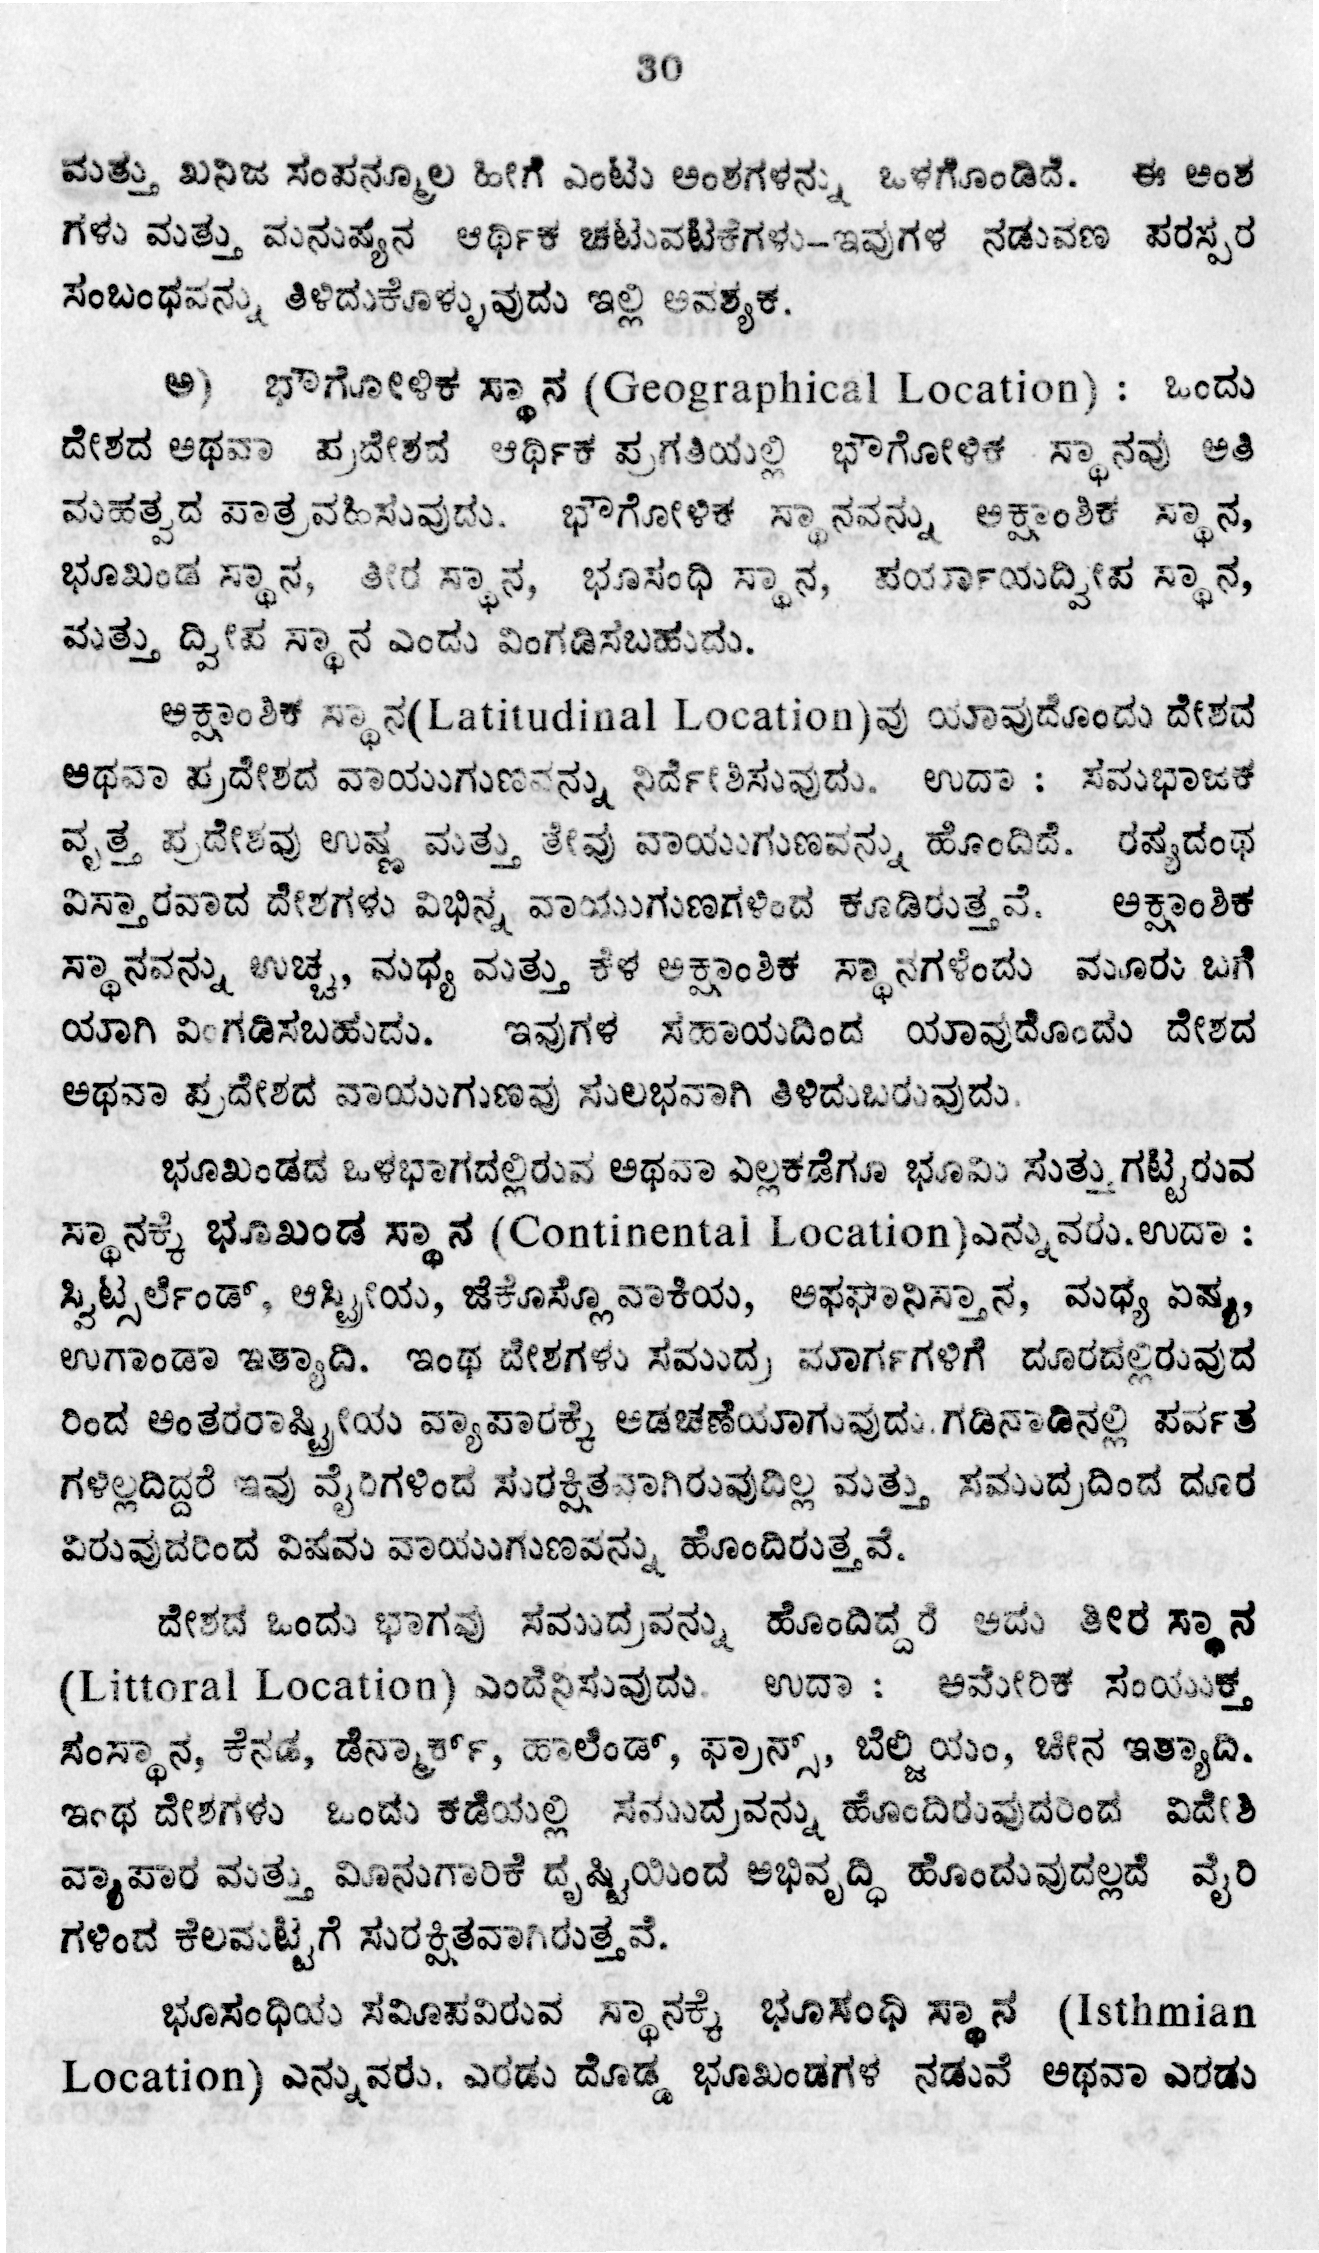 30
ಮತ್ತು ಖನಿಜ ಸಂಪನ್ಮೂಲ ಹೀಗೆ ಎಂಟು ಅಂಶಗಳನ್ನು ಒಳಗೊಂಡಿದೆ. ಈ ಅಂಶ
ಗಳು ಮತ್ತು ಮನುಷ್ಯನ ಆರ್ಥಿಕ ಚಟುವಟಿಕೆಗಳು–ಇವುಗಳ ನಡುವಣ ಪರಸ್ಪರ
ಸಂಬಂಧವನ್ನು ತಿಳಿದುಕೊಳ್ಳುವುದು ಇಲ್ಲಿ ಅವಶ್ಯಕ.
ಅ) ಭೌಗೋಳಿಕ ಸ್ಥಾನ (Geographical Location) : ಒಂದು
ದೇಶದ ಅಥವಾ ಪ್ರದೇಶದ ಆರ್ಥಿಕ ಪ್ರಗತಿಯಲ್ಲಿ ಭೌಗೋಳಿಕ ಸ್ಥಾನವು ಅತಿ
ಮಹತ್ವದ ಪಾತ್ರವಹಿಸುವುದು. ಭೌಗೋಳಿಕ ಸ್ಥಾನವನ್ನು ಅಕ್ಷಾಂಶಿಕ ಸ್ಥಾನ,
ಭೂಖಂಡ ಸ್ಥಾನ, ತೀರ ಸ್ಥಾನ, ಭೂಸಂಧಿ ಸ್ಥಾನ, ಪರ್ಯಾಯದ್ವೀಪ ಸ್ಥಾನ,
ಮತ್ತು ದ್ವೀಪ ಸ್ಥಾನ ಎಂದು ವಿಂಗಡಿಸಬಹುದು.
ಅಕ್ಷಾಂಶಿಕ ಸ್ಥಾನ(Latitudinal Location)ವು ಯಾವುದೊಂದು ದೇಶದ
ಅಥವಾ ಪ್ರದೇಶದ ವಾಯುಗುಣವನ್ನು ನಿರ್ದೇಶಿಸುವುದು. ಉದಾ : ಸಮಭಾಜಕ
ವೃತ್ತ ಪ್ರದೇಶವು ಉಷ್ಣ ಮತ್ತು ತೇವು ವಾಯುಗುಣವನ್ನು ಹೊಂದಿದೆ. ರಷ್ಯದಂಥ
ವಿಸ್ತಾರವಾದ ದೇಶಗಳು ವಿಭಿನ್ನ ವಾಯುಗುಣಗಳಿಂದ ಕೂಡಿರುತ್ತವೆ. ಅಕ್ಷಾಂಶಿಕ
ಸ್ಥಾನವನ್ನು ಉಚ್ಚ, ಮಧ್ಯ ಮತ್ತು ಕೆಳ ಅಕ್ಷಾಂಶಿಕ ಸ್ಥಾನಗಳೆಂದು ಮೂರು ಬಗೆ
ಯಾಗಿ ವಿಂಗಡಿಸಬಹುದು. ಇವುಗಳ ಸಹಾಯದಿಂದ ಯಾವುದೊಂದು ದೇಶದ
ಅಥವಾ ಪ್ರದೇಶದ ವಾಯುಗುಣವು ಸುಲಭವಾಗಿ ತಿಳಿದುಬರುವುದು.
ಭೂಖಂಡದ ಒಳಭಾಗದಲ್ಲಿರುವ ಅಥವಾ ಎಲ್ಲಕಡೆಗೂ ಭೂಮಿ ಸುತ್ತುಗಟ್ಟಿರುವ
ಸ್ಥಾನಕ್ಕೆ ಭೂಖಂಡ ಸ್ಥಾನ (Continental Location)ಎನ್ನುವರು.ಉದಾ :
ಸ್ವಿಟ್ಸರ್ಲೆಂಡ್, ಆಸ್ಟ್ರೀಯ, ಜೆಕೊಸ್ಲೊವಾಕಿಯ, ಅಫಘಾನಿಸ್ತಾನ, ಮಧ್ಯ ಏಷ್ಯ,
ಉಗಾಂಡಾ ಇತ್ಯಾದಿ. ಇಂಥ ದೇಶಗಳು ಸಮುದ್ರ ಮಾರ್ಗಗಳಿಗೆ ದೂರದಲ್ಲಿರುವುದ
ರಿಂದ ಅಂತರರಾಷ್ಟ್ರೀಯ ವ್ಯಾಪಾರಕ್ಕೆ ಅಡಚಣೆಯಾಗುವುದು.ಗಡಿನಾಡಿನಲ್ಲಿ ಪರ್ವತ
ಗಳಿಲ್ಲದಿದ್ದರೆ ಇವು ವೈರಿಗಳಿಂದ ಸುರಕ್ಷಿತವಾಗಿರುವುದಿಲ್ಲ ಮತ್ತು ಸಮುದ್ರದಿಂದ ದೂರ
ವಿರುವುದರಿಂದ ವಿಷಮ ವಾಯುಗುಣವನ್ನು ಹೊಂದಿರುತ್ತವೆ.
ದೇಶದ ಒಂದು ಭಾಗವು ಸಮುದ್ರವನ್ನು ಹೊಂದಿದ್ದರೆ ಅದು ತೀರ ಸ್ಥಾನ
(Littoral Location) ಎಂದೆನಿಸುವುದು. ಉದಾ : ಅಮೇರಿಕ ಸಂಯುಕ್ತ
ಸಂಸ್ಥಾನ, ಕೆನಡ, ಡೆನ್ಮಾರ್ಕ್, ಹಾಲೆಂಡ್, ಫ್ರಾನ್ಸ್, ಬೆಲ್ಜಿಯಂ, ಚೀನ ಇತ್ಯಾದಿ.
ಇಂಥ ದೇಶಗಳು ಒಂದು ಕಡೆಯಲ್ಲಿ ಸಮುದ್ರವನ್ನು ಹೊಂದಿರುವುದರಿಂದ ವಿದೇಶಿ
ವ್ಯಾಪಾರ ಮತ್ತು ಮೀನುಗಾರಿಕೆ ದೃಷ್ಟಿಯಿಂದ ಅಭಿವೃದ್ಧಿ ಹೊಂದುವುದಲ್ಲದೆ ವೈರಿ
ಗಳಿಂದ ಕೆಲಮಟ್ಟಿಗೆ ಸುರಕ್ಷಿತವಾಗಿರುತ್ತವೆ.
ಭೂಸಂಧಿಯ ಸಮೀಪವಿರುವ ಸ್ಥಾನಕ್ಕೆ ಭೂಸಂಧಿ ಸ್ಥಾನ (Isthmian
Location) ಎನ್ನುವರು. ಎರಡು ದೊಡ್ಡ ಭೂಖಂಡಗಳ ನಡುವೆ ಅಥವಾ ಎರಡು